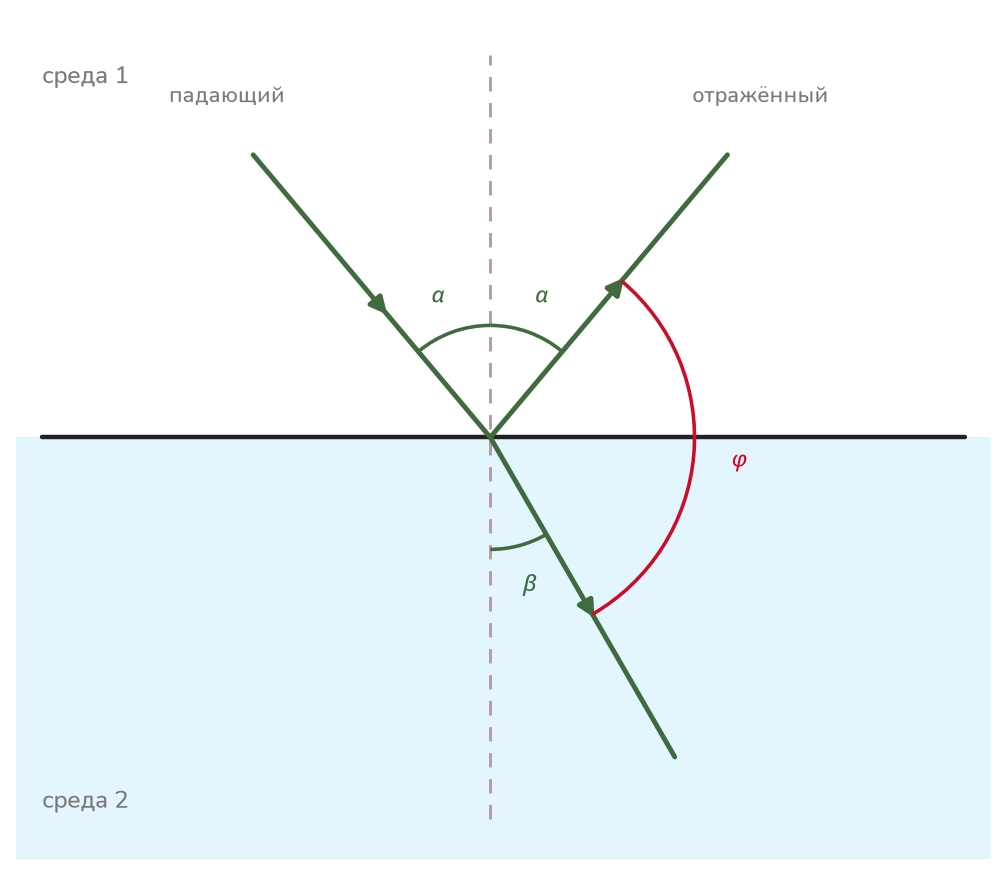 среда 1
падающий
отражённый
α
α
φ
β
среда 2